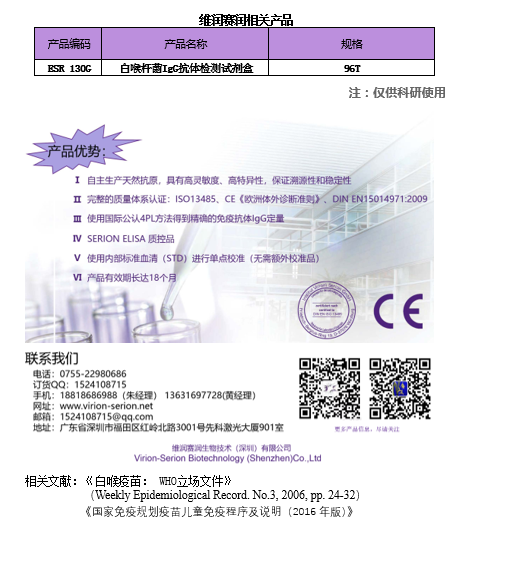 维润赛润相关产品
产品编码 产品名称 规格
ESR 130G 白喉杆菌IgG抗体检测试剂盒 96T
注：仅供科研使用
产品优势：
I 自主生产天然抗原，具有高灵敏度、高特异性，保证溯源性和稳定性
II 完整的质量体系认证：ISO13485、CE《欧洲体外诊断准则》、DIN EN15014971:2009
III 使用国际公认4PL方法得到精确的免疫抗体IgG定量
IV SERION ELISA 质控品
V 使用内部标准血清（STD）进行单点校准（无需额外校准品）
VI 产品有效期长达18个月
CE
联系我们
电话：0755-22980686
订货QQ：1524108715
手机：18818686988（朱经理） 13631697728(黄经理)
网址：www.virion-serion.net
邮箱：1524108715@qq.com
地址：广东省深圳市福田区红岭北路3001号先科激光大厦901室
更多产品信息，尽请关注
维润赛润生物技术（深圳）有限公司
Virion-Serion Biotechnology (Shenzhen)Co.,Ltd
相关文献：《白喉疫苗： WHO立场文件》
（Weekly Epidemiological Record. No.3, 2006, pp. 24-32）
《国家免疫规划疫苗儿童免疫程序及说明（2016 年版）》